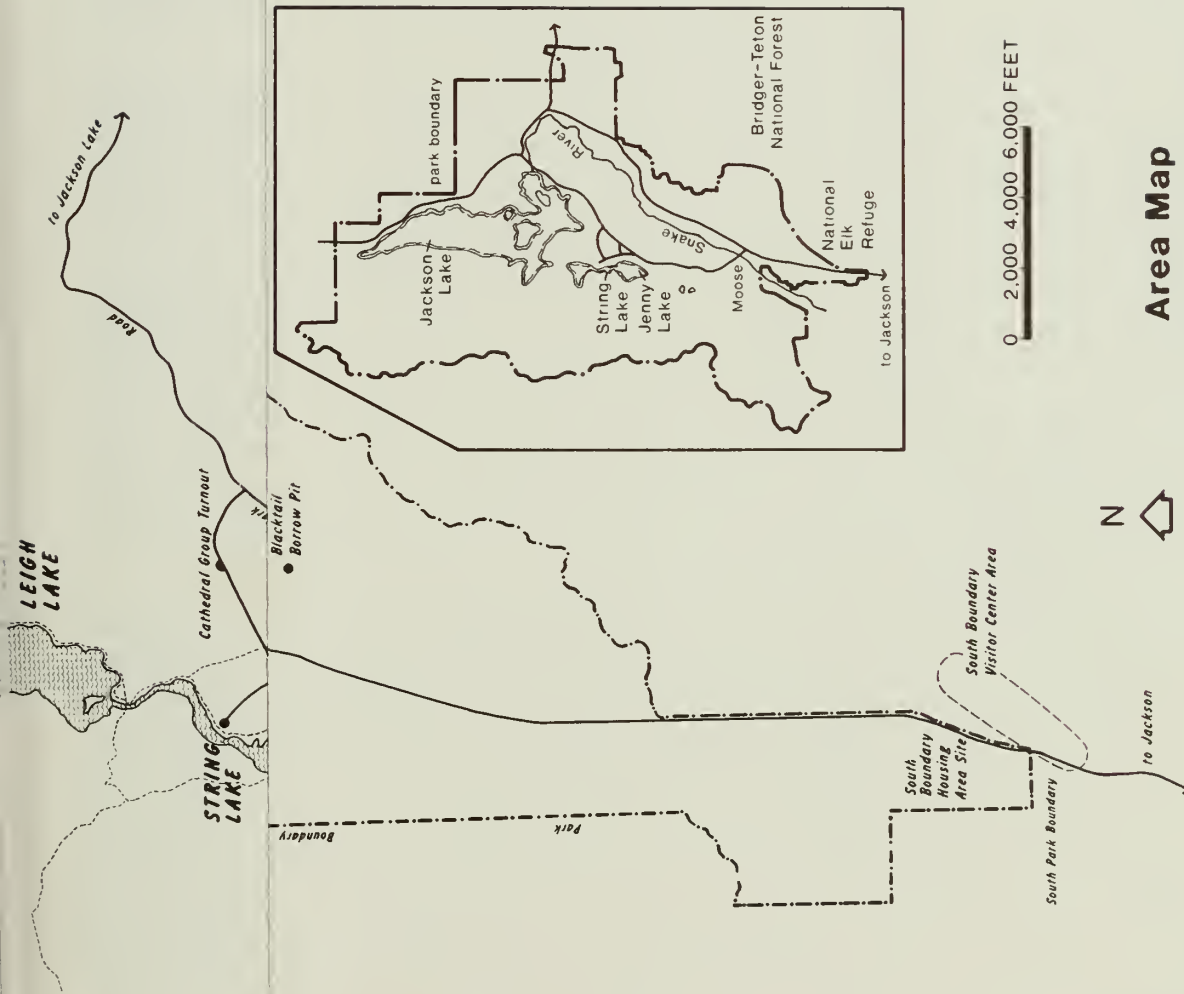 LEIGH
LAKE
to Jackson Lake
Road
Cathedral Group Turnout
Blacktail
Borrow Pit
STRING
LAKE
Boundary
Park
park boundary
Jackson
Lake
River
Snake
String
Lake
Jenny
Lake
Moose
Bridger-Teton
National Forest
National
Elk
Refuge
to Jackson
South Boundary
Visitor Center Area
South
Boundary
Housing
Area Site
South Park Boundary
to Jackson
N
0 2,000 4,000 6,000 FEET
Area Map